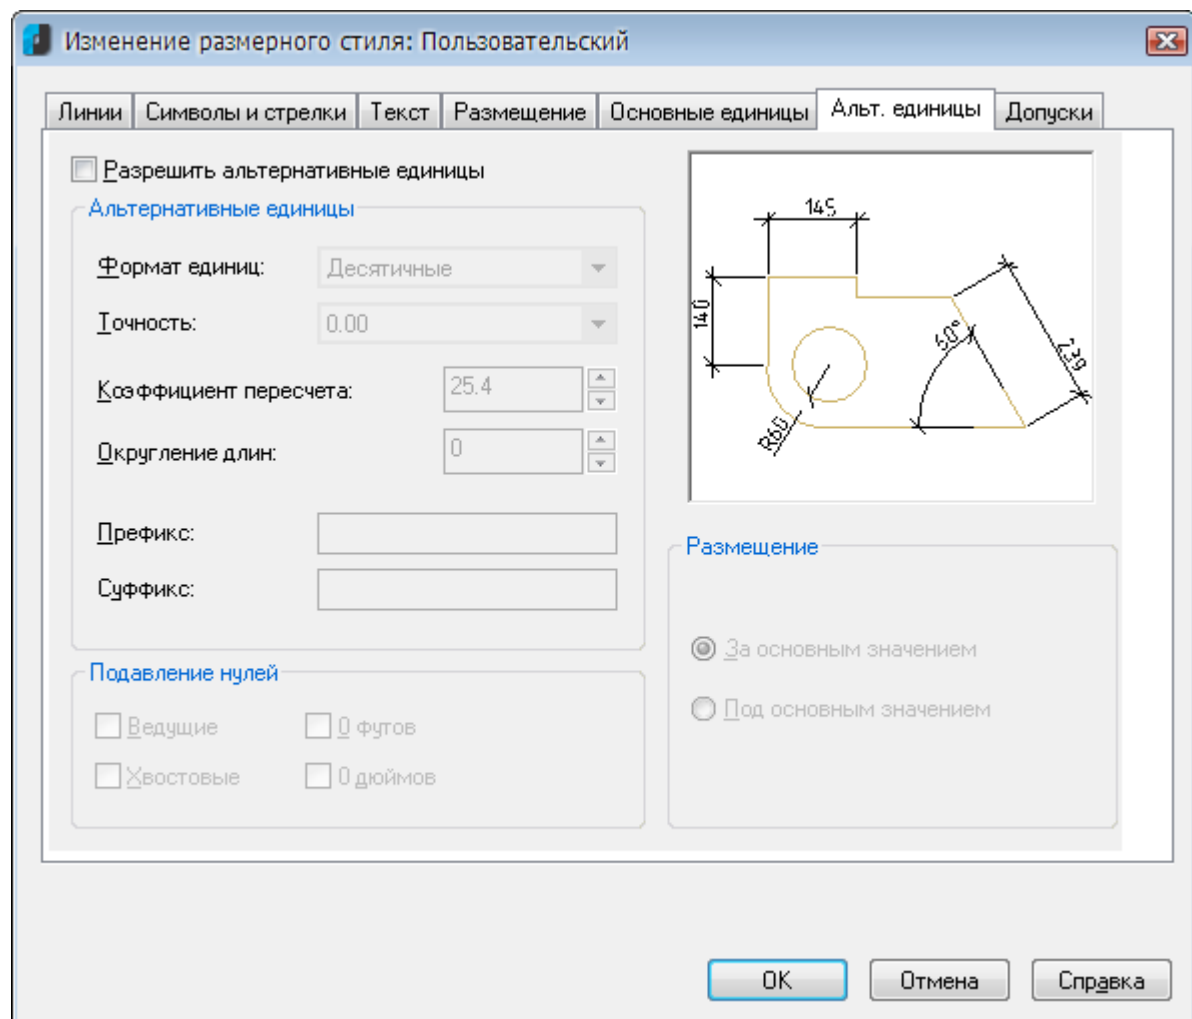 Изменение размерного стиля: Пользовательский
Линии Символы и стрелки Текст Размещение Основные единицы Альт. единицы Допуски
Разрешить альтернативные единицы
Альтернативные единицы
Формат единиц: Десятичные
Точность: 0.00
Коэффициент пересчета: 25.4
Округление длин: 0
Префикс:
Суффикс:
Подавление нулей
Ведущие 0 футов
Хвостовые 0 дюймов
145
140
60°
239
R60
Размещение
За основным значением
Под основным значением
OK Отмена Справка